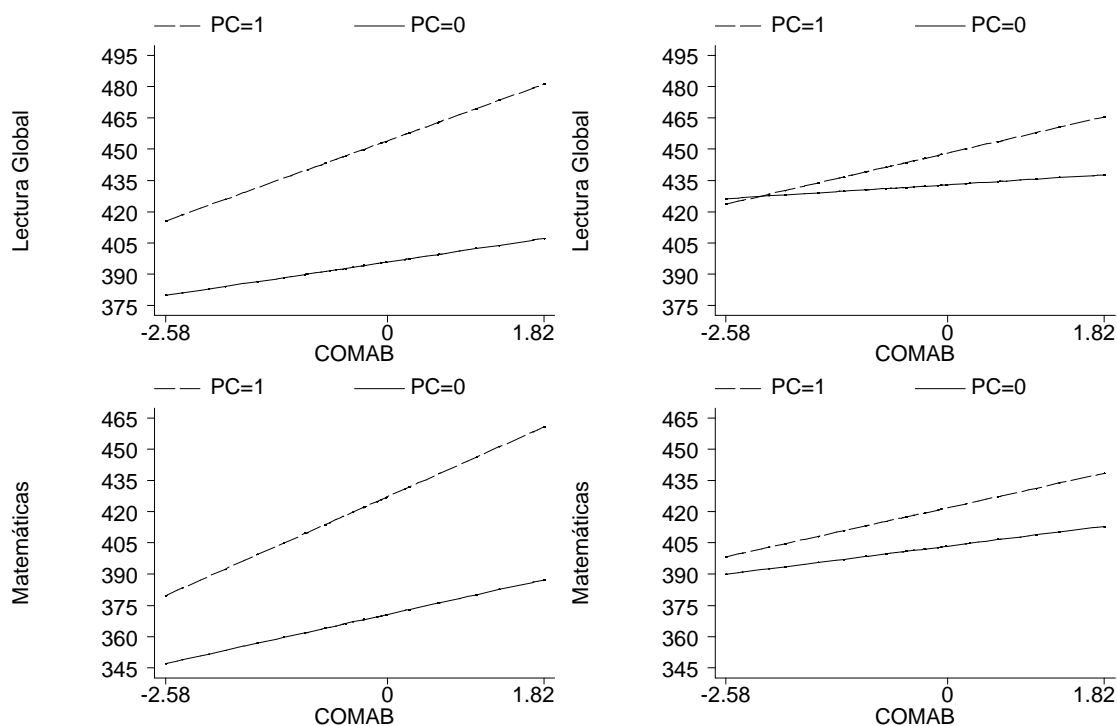 PC=1 PC=0
495
480
465
450
435
420
405
390
375
Lectura Global
-2.58 0 1.82
COMAB
PC=1 PC=0
495
480
465
450
435
420
405
390
375
Lectura Global
-2.58 0 1.82
COMAB
PC=1 PC=0
465
450
435
420
405
390
375
360
345
Matemáticas
-2.58 0 1.82
COMAB
PC=1 PC=0
465
450
435
420
405
390
375
360
345
Matemáticas
-2.58 0 1.82
COMAB